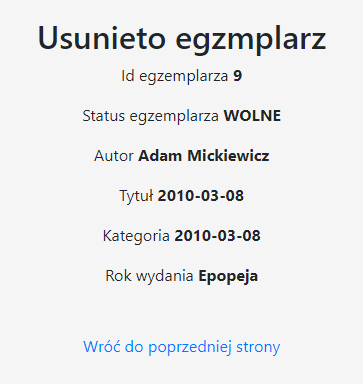 Usunieto egzmplarz
Id egzemplarza 9
Status egzemplarza WOLNE
Autor Adam Mickiewicz
Tytuł 2010-03-08
Kategoria 2010-03-08
Rok wydania Epopeja
Wróć do poprzedniej strony